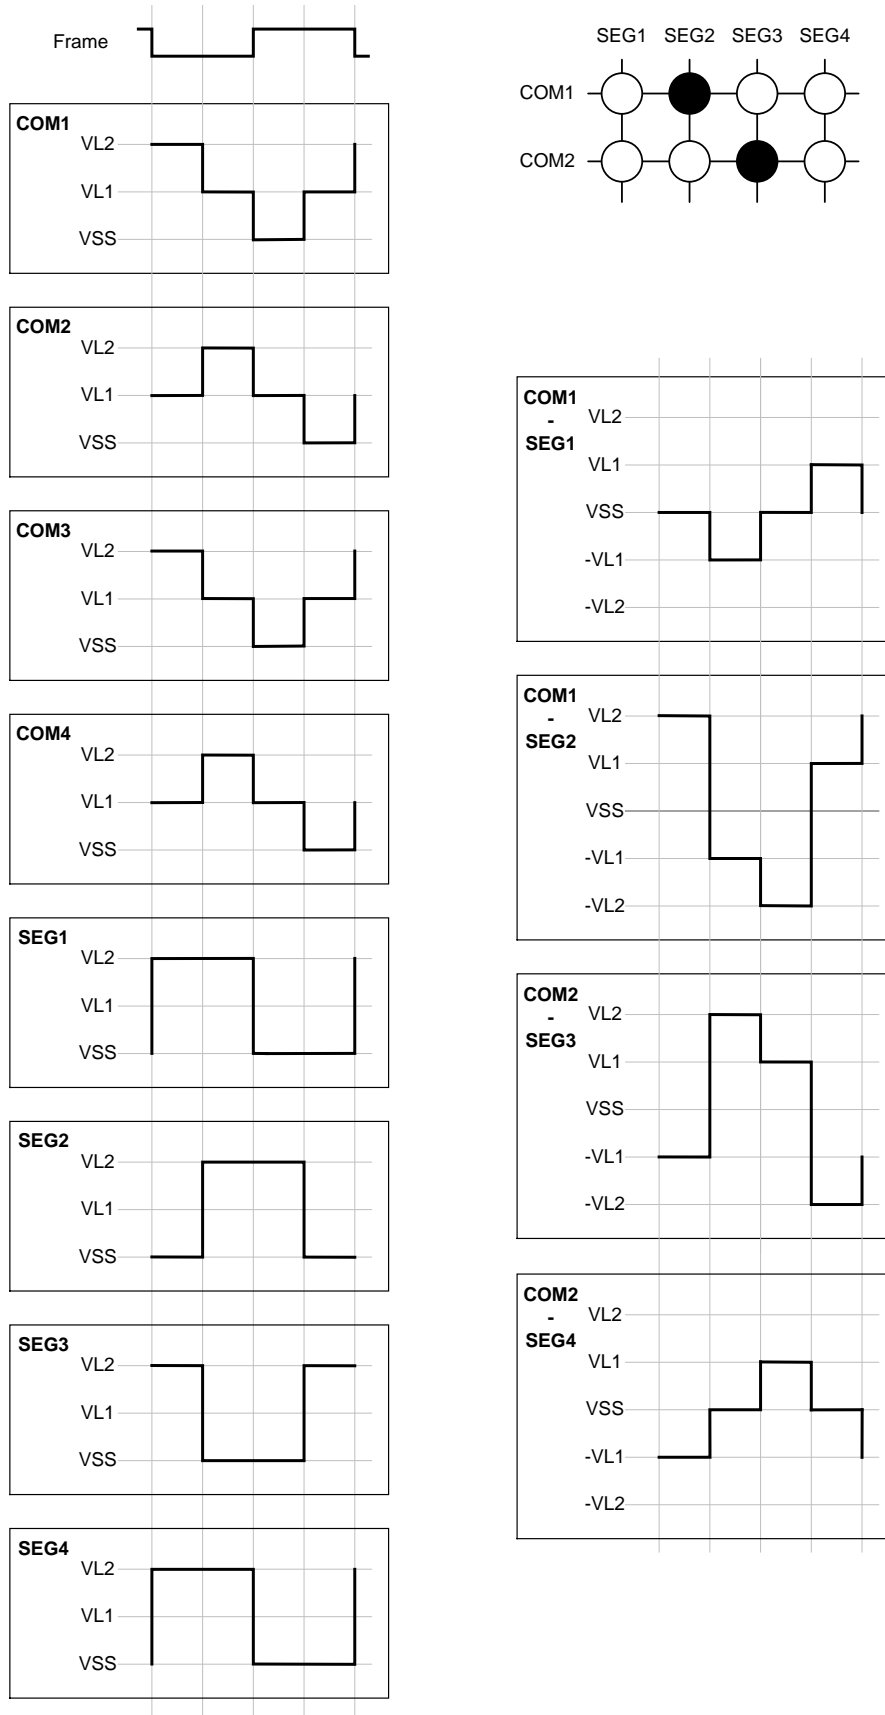 Frame
COM1
VL2
VL1
VSS
COM2
VL2
VL1
VSS
COM3
VL2
VL1
VSS
COM4
VL2
VL1
VSS
SEG1
VL2
VL1
VSS
SEG2
VL2
VL1
VSS
SEG3
VL2
VL1
VSS
SEG4
VL2
VL1
VSS
SEG1 SEG2 SEG3 SEG4
COM1
COM2
COM1
-
SEG1
VL2
VL1
VSS
-VL1
-VL2
COM1
-
SEG2
VL2
VL1
VSS
-VL1
-VL2
COM2
-
SEG3
VL2
VL1
VSS
-VL1
-VL2
COM2
-
SEG4
VL2
VL1
VSS
-VL1
-VL2